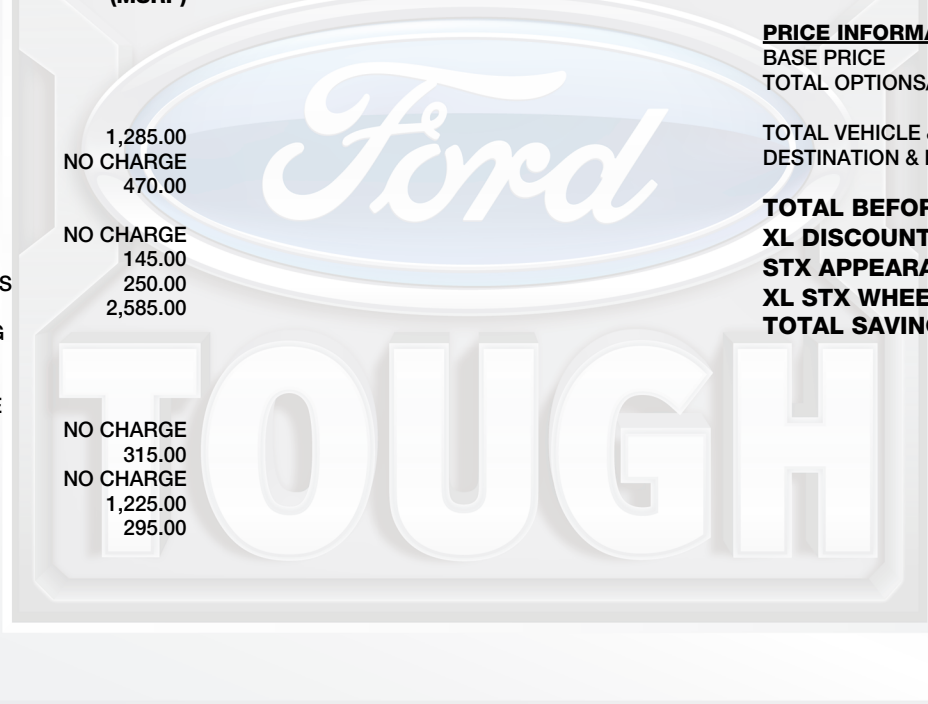 (MSRP)
1,285.00
NO CHARGE
470.00
NO CHARGE
145.00
S
250.00
2,585.00
G
E
NO CHARGE
315.00
NO CHARGE
1,225.00
295.00
Ford
TOUGH
PRICE INFORMA
BASE PRICE
TOTAL OPTIONS
TOTAL VEHICLE &
DESTINATION &
TOTAL BEFOR
XL DISCOUNT
STX APPEARA
XL STX WHEE
TOTAL SAVIN